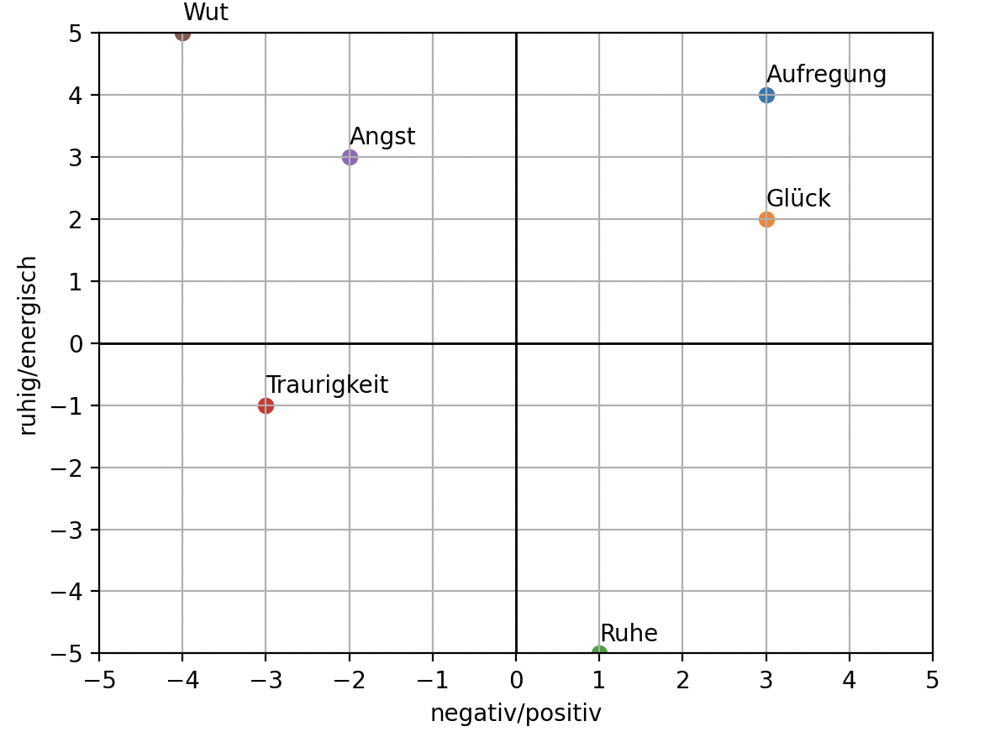 Wut
5
Aufregung
4
Angst
3
Glück
2
1
0
Traurigkeit
−1
−2
−3
−4
Ruhe
−5
−5 −4 −3 −2 −1 0 1 2 3 4 5
negativ/positiv
ruhig/energisch